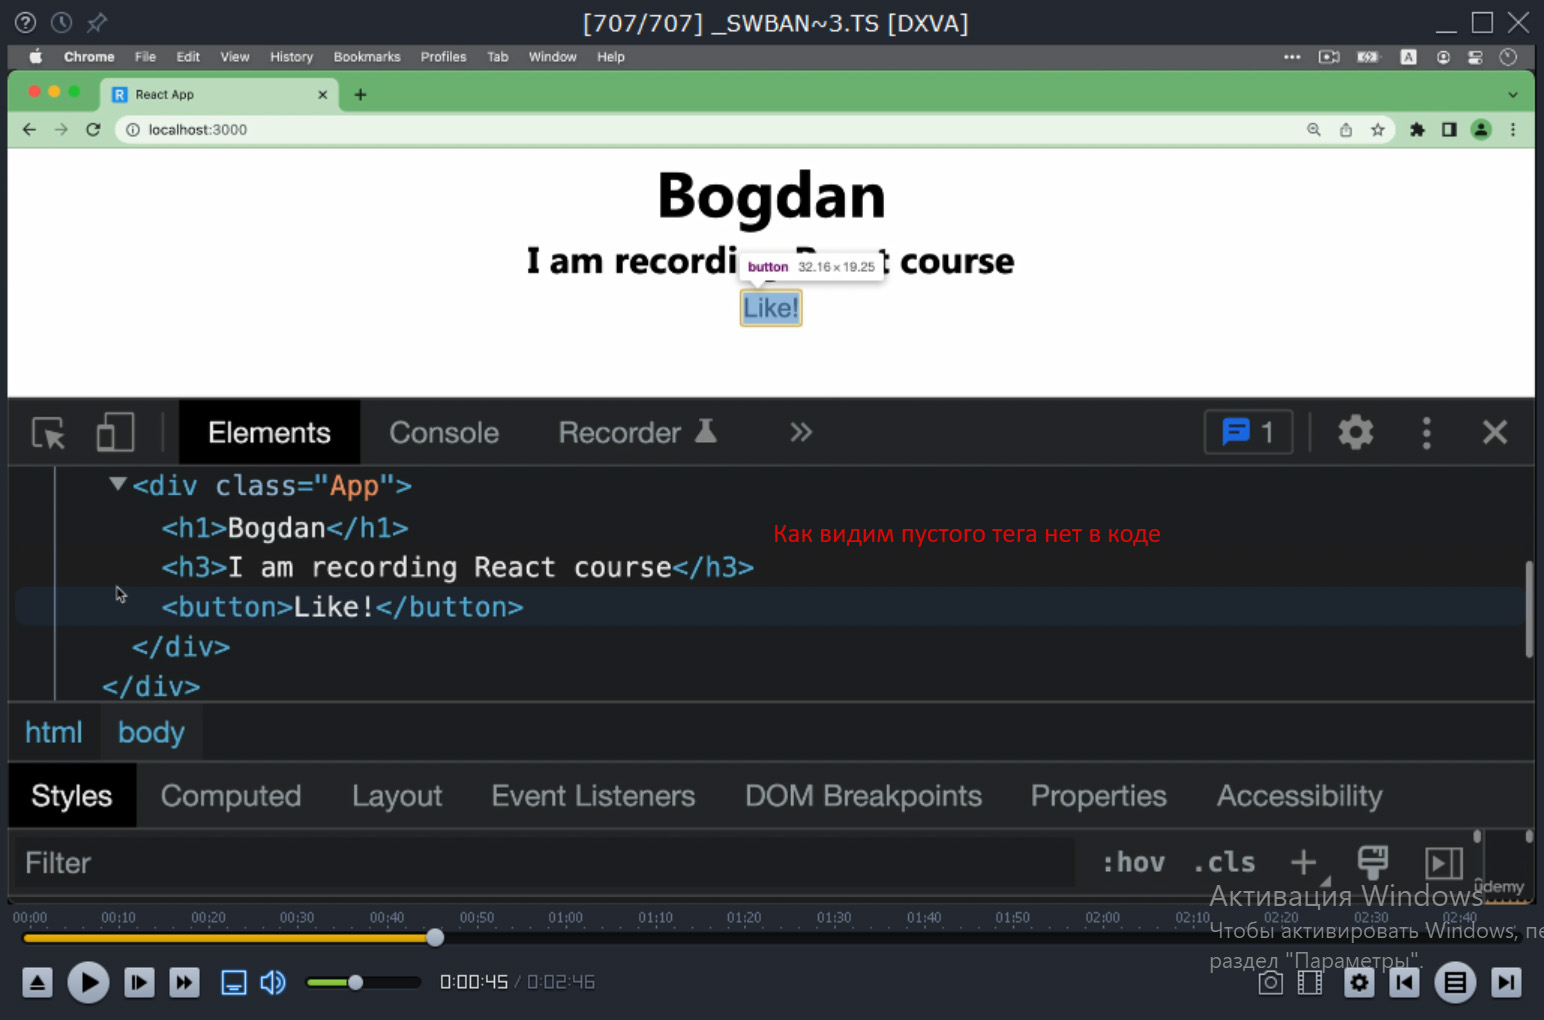 [707/707] _SWBAN~3.TS [DXVA]
Chrome File Edit View History Bookmarks Profiles Tab Window Help
React App
localhost:3000
Bogdan
I am recordi
course
button 32.16 × 19.25
Like!
Elements Console Recorder 1
<div class="App">
<h1>Bogdan</h1>
Как видим пустого тега нет в коде
<h3>I am recording React course</h3>
<button>Like!</button>
</div>
</div>
html body
Styles Computed Layout Event Listeners DOM Breakpoints Properties Accessibility
Filter :hov .cls
udemy
Активация Windows
00:00 00:10 00:20 00:30 00:40 00:50 01:00 01:10 01:20 01:30 01:40 01:50 02:00 02:10 02:20 02:30 02:40
Чтобы активировать Windows,
раздел "Параметры".
0:00:45 / 0:02:46